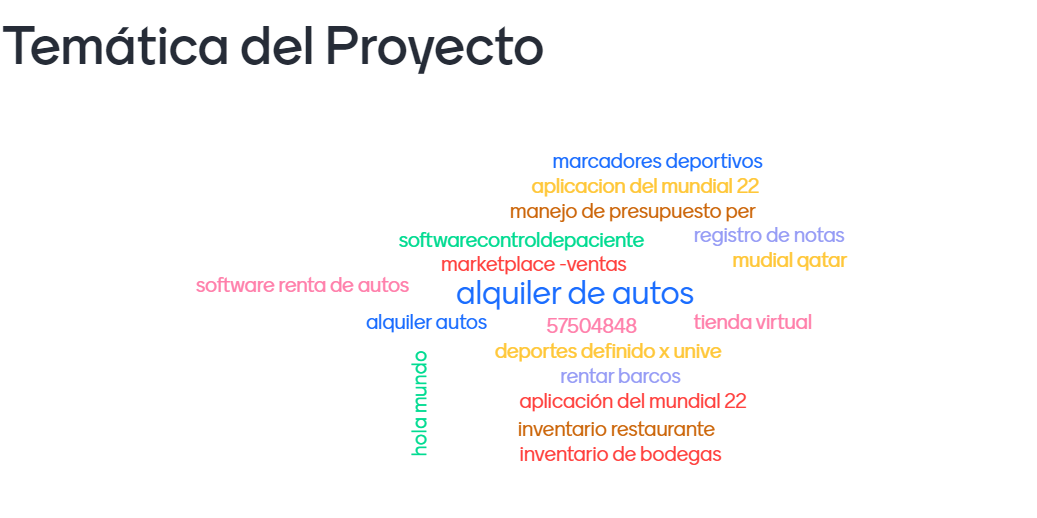 Temática del Proyecto
marcadores deportivos
aplicacion del mundial 22
manejo de presupuesto per
registro de notas
softwarecontroldepaciente
mudial qatar
marketplace -ventas
software renta de autos
alquiler de autos
alquiler autos
57504848
tienda virtual
deportes definido x unive
rentar barcos
hola mundo
aplicación del mundial 22
inventario restaurante
inventario de bodegas